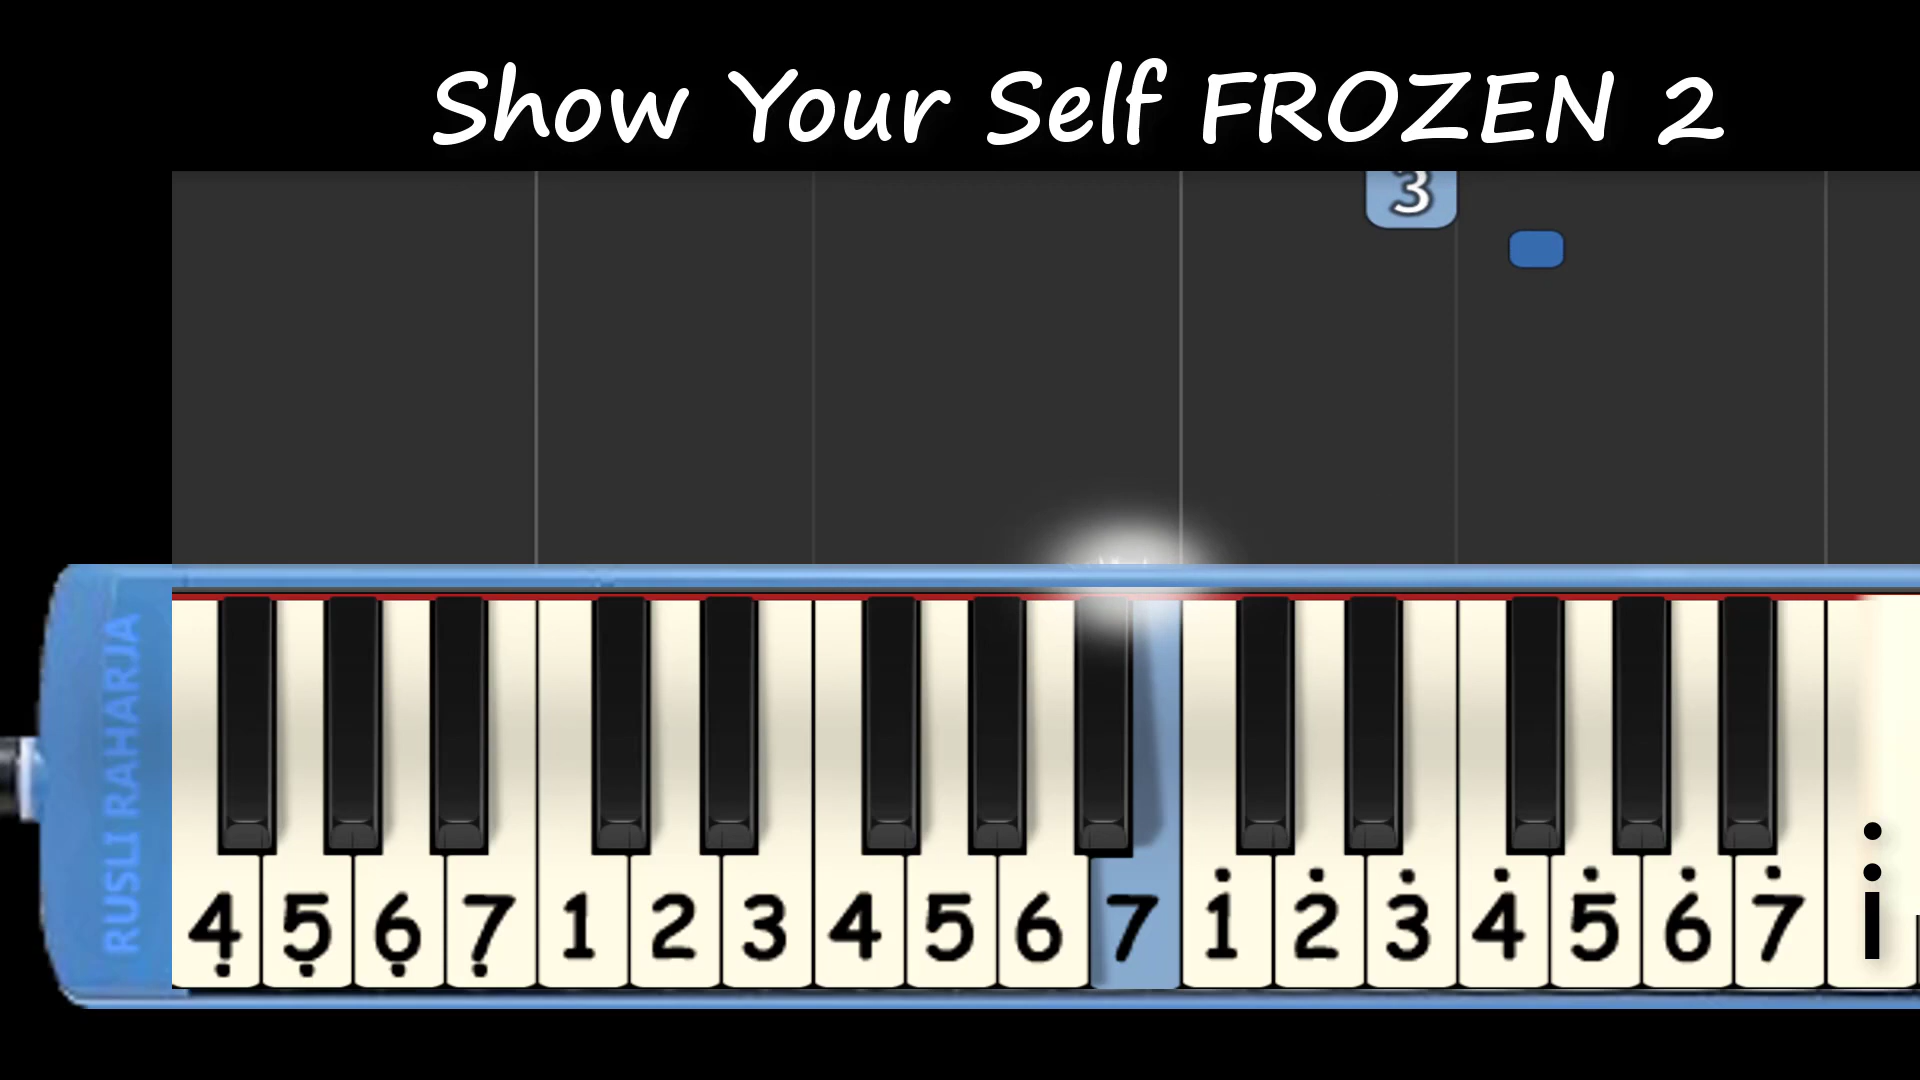 Show Your Self FROZEN 2
3
RUSLI RAHARJA
4̣ 5̣ 6̣ 7̣ 1 2 3 4 5 6 7 1̇ 2̇ 3̇ 4̇ 5̇ 6̇ 7̇ i̇